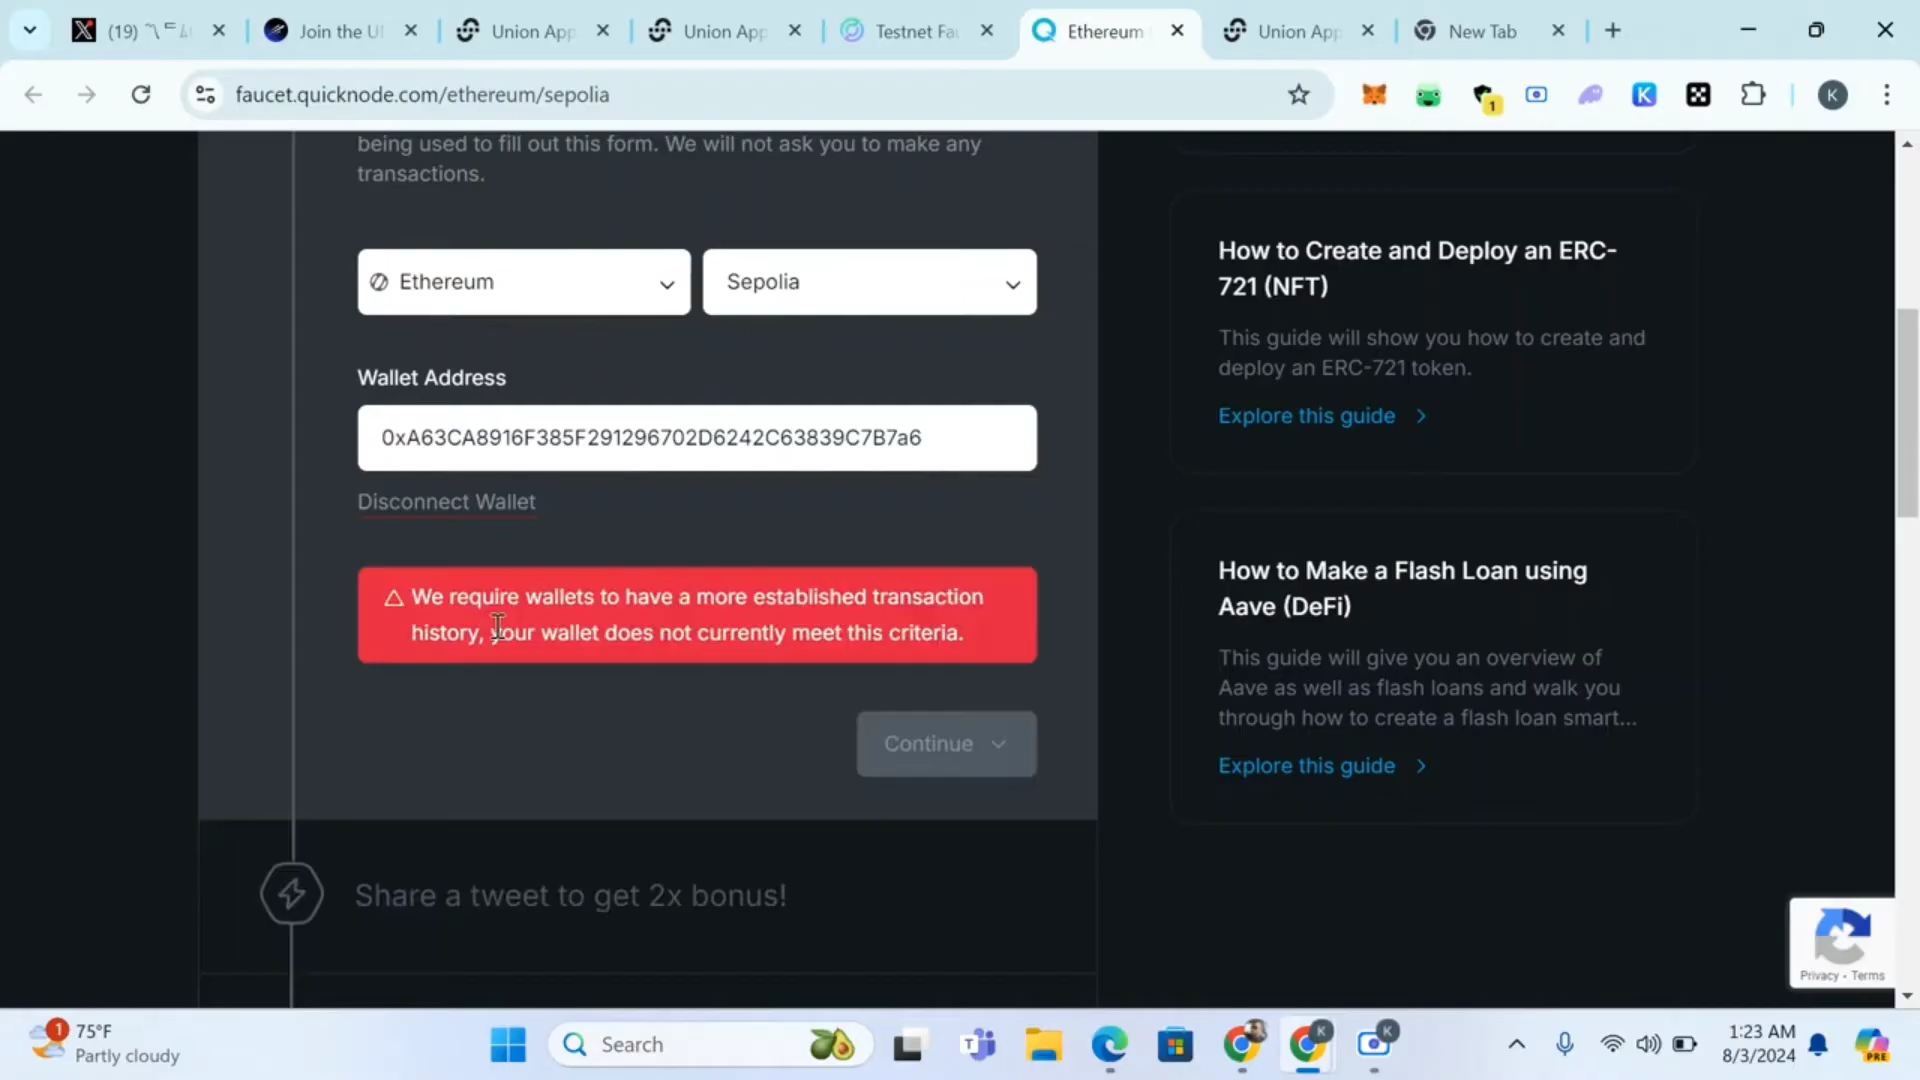 (19)
Join the UI
Union App
Union App
Testnet Fau
Ethereum
Union App
New Tab
faucet.quicknode.com/ethereum/sepolia
1
K
K
being used to fill out this form. We will not ask you to make any
transactions.
Ethereum
Sepolia
Wallet Address
0xA63CA8916F385F291296702D6242C63839C7B7a6
Disconnect Wallet
We require wallets to have a more established transaction
history, your wallet does not currently meet this criteria.
Continue
Share a tweet to get 2x bonus!
How to Create and Deploy an ERC-
721 (NFT)
This guide will show you how to create and
deploy an ERC-721 token.
Explore this guide
How to Make a Flash Loan using
Aave (DeFi)
This guide will give you an overview of
Aave as well as flash loans and walk you
through how to create a flash loan smart...
Explore this guide
Privacy - Terms
1
75°F
Partly cloudy
Search
K
K
1:23 AM
8/3/2024
PRE